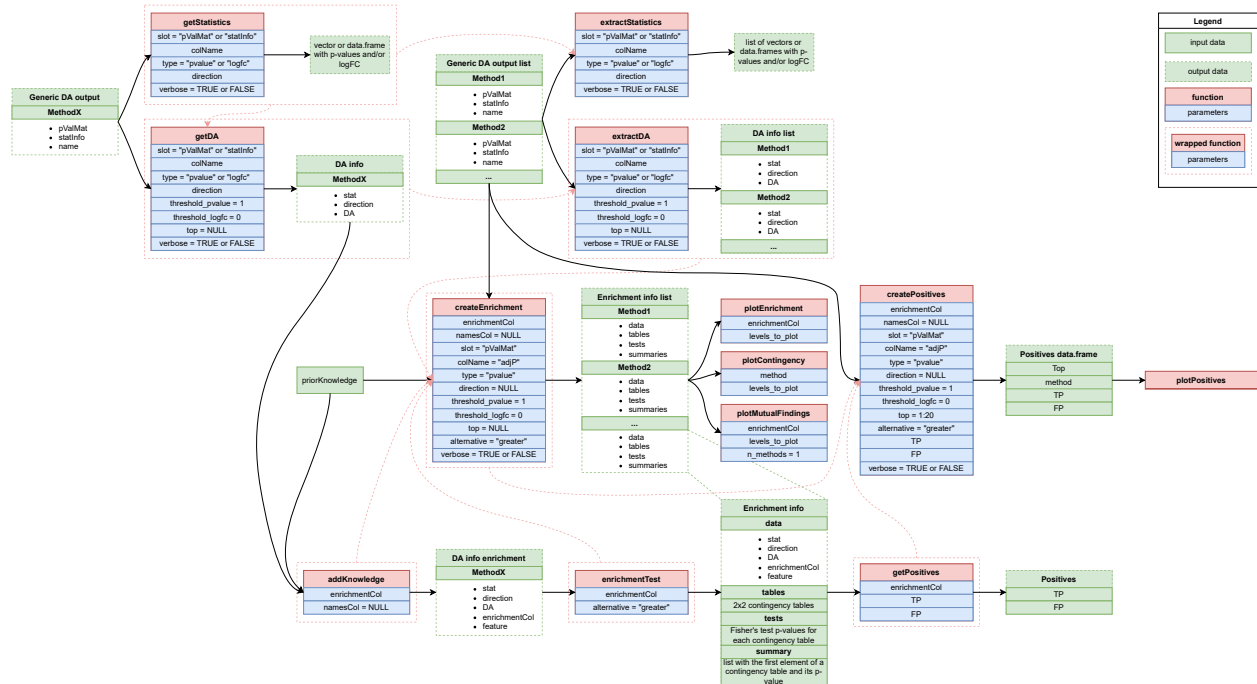 getStatistics
slot = "pValMat" or "statInfo"
colName
type = "pvalue" or "logfc"
direction
verbose = TRUE or FALSE
vector or data.frame
with p-values and/or
logFC
extractStatistics
slot = "pValMat" or "statInfo"
colName
type = "pvalue" or "logfc"
direction
verbose = TRUE or FALSE
list of vectors or
data.frames with p-
values and/or logFC
Legend
input data
output data
function
parameters
wrapped function
parameters
Generic DA output
MethodX
• pValMat
• statInfo
• name
Generic DA output list
Method1
• pValMat
• statInfo
• name
Method2
• pValMat
• statInfo
• name
...
getDA
slot = "pValMat" or "statInfo"
colName
type = "pvalue" or "logfc"
direction
threshold_pvalue = 1
threshold_logfc = 0
top = NULL
verbose = TRUE or FALSE
DA info
MethodX
• stat
• direction
• DA
extractDA
slot = "pValMat" or "statInfo"
colName
type = "pvalue" or "logfc"
direction
threshold_pvalue = 1
threshold_logfc = 0
top = NULL
verbose = TRUE or FALSE
DA info list
Method1
• stat
• direction
• DA
Method2
• stat
• direction
• DA
...
priorKnowledge
createEnrichment
enrichmentCol
namesCol = NULL
slot = "pValMat"
colName = "adjP"
type = "pvalue"
direction = NULL
threshold_pvalue = 1
threshold_logfc = 0
top = NULL
alternative = "greater"
verbose = TRUE or FALSE
Enrichment info list
Method1
• data
• tables
• tests
• summaries
Method2
• data
• tables
• tests
• summaries
...
• data
• tables
• tests
• summaries
plotEnrichment
enrichmentCol
levels_to_plot
plotContingency
method
levels_to_plot
plotMutualFindings
enrichmentCol
levels_to_plot
n_methods = 1
createPositives
enrichmentCol
namesCol = NULL
slot = "pValMat"
colName = "adjP"
type = "pvalue"
direction = NULL
threshold_pvalue = 1
threshold_logfc = 0
top = 1:20
alternative = "greater"
TP
FP
verbose = TRUE or FALSE
Positives data.frame
Top
method
TP
FP
plotPositives
addKnowledge
enrichmentCol
namesCol = NULL
DA info enrichment
MethodX
• stat
• direction
• DA
• enrichmentCol
• feature
enrichmentTest
enrichmentCol
alternative = "greater"
Enrichment info
data
• stat
• direction
• DA
• enrichmentCol
• feature
tables
2x2 contingency tables
tests
Fisher's test p-values for
each contingency table
summary
list with the first element of a
contingency table and its p-
value
getPositives
enrichmentCol
TP
FP
Positives
TP
FP